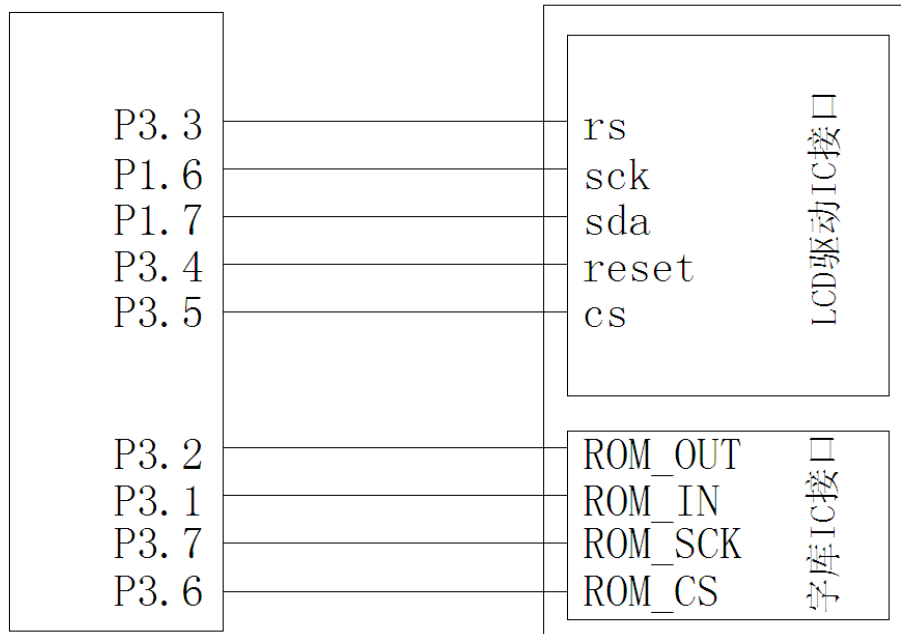 P3.3 rs
P1.6 sck
P1.7 sda
P3.4 reset
P3.5 cs
LCD驱动IC接口
P3.2 ROM_OUT
P3.1 ROM_IN
P3.7 ROM_SCK
P3.6 ROM_CS
字库IC接口